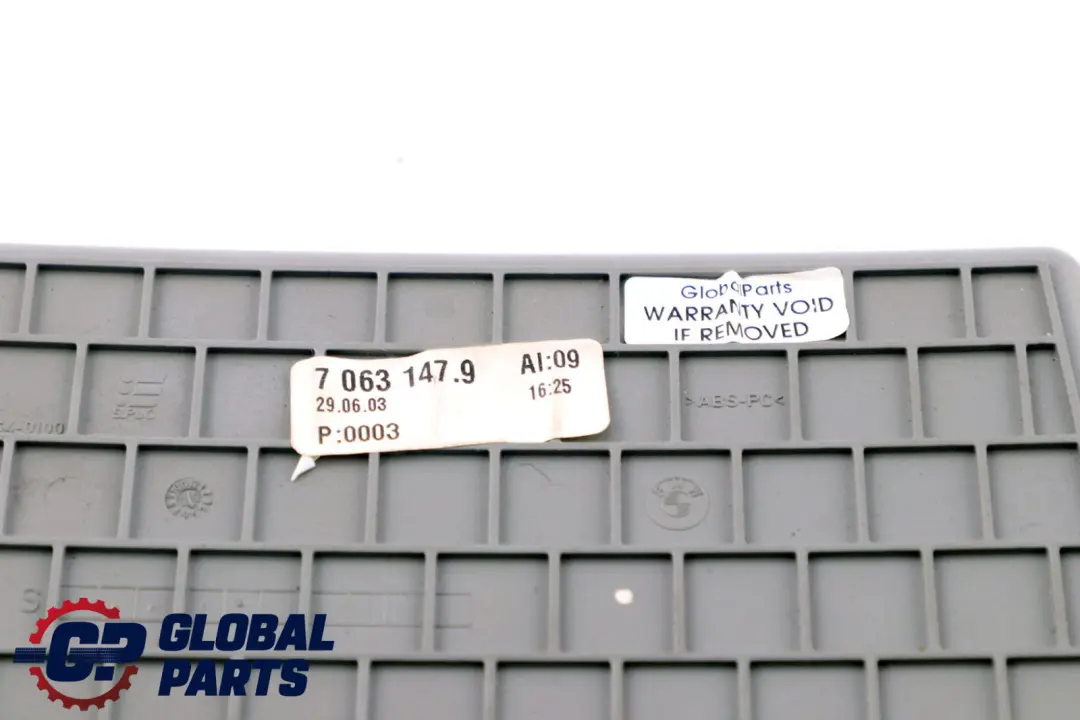 GlobalParts
WARRANTY VOID
IF REMOVED
7 063 147.9 AI:09
29.06.03 16:25
P:0003
>ABS-PC<
GP GLOBAL
PARTS